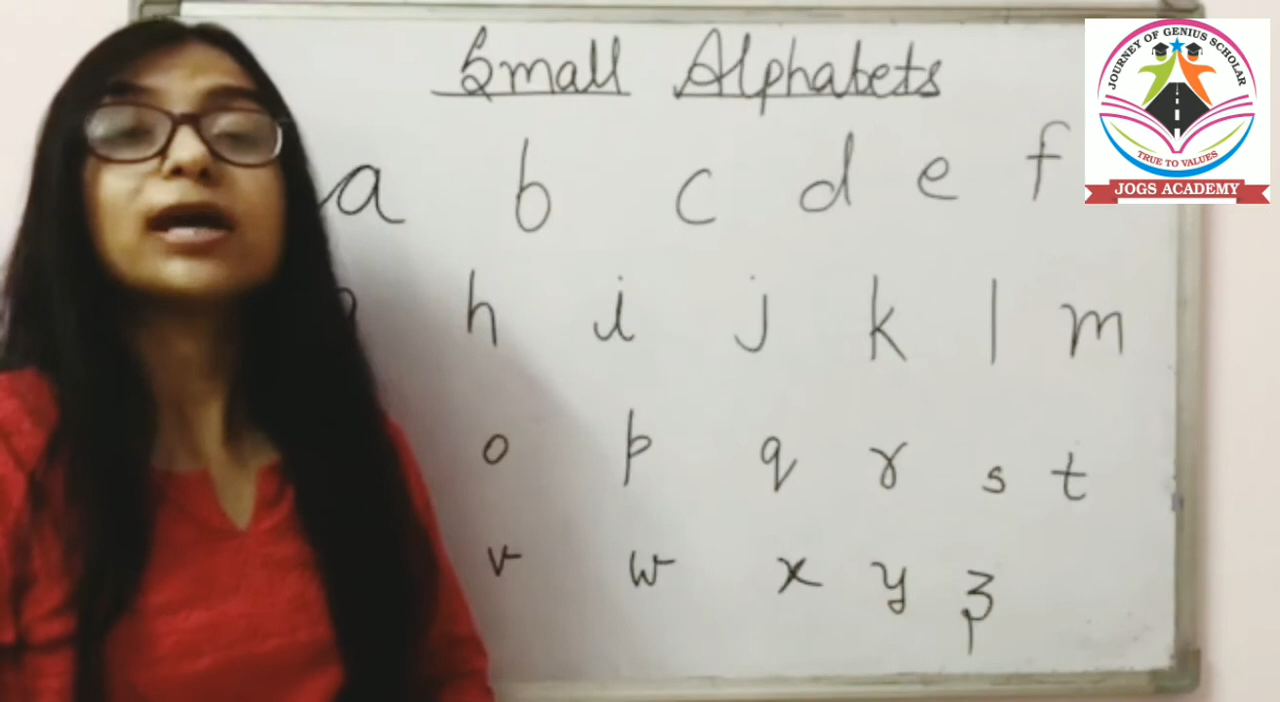 Small Alphabets
a b c d e f
h i j k l m
o p q r s t
v w x y z
JOURNEY OF GENIUS SCHOLAR
TRUE TO VALUES
JOGS ACADEMY